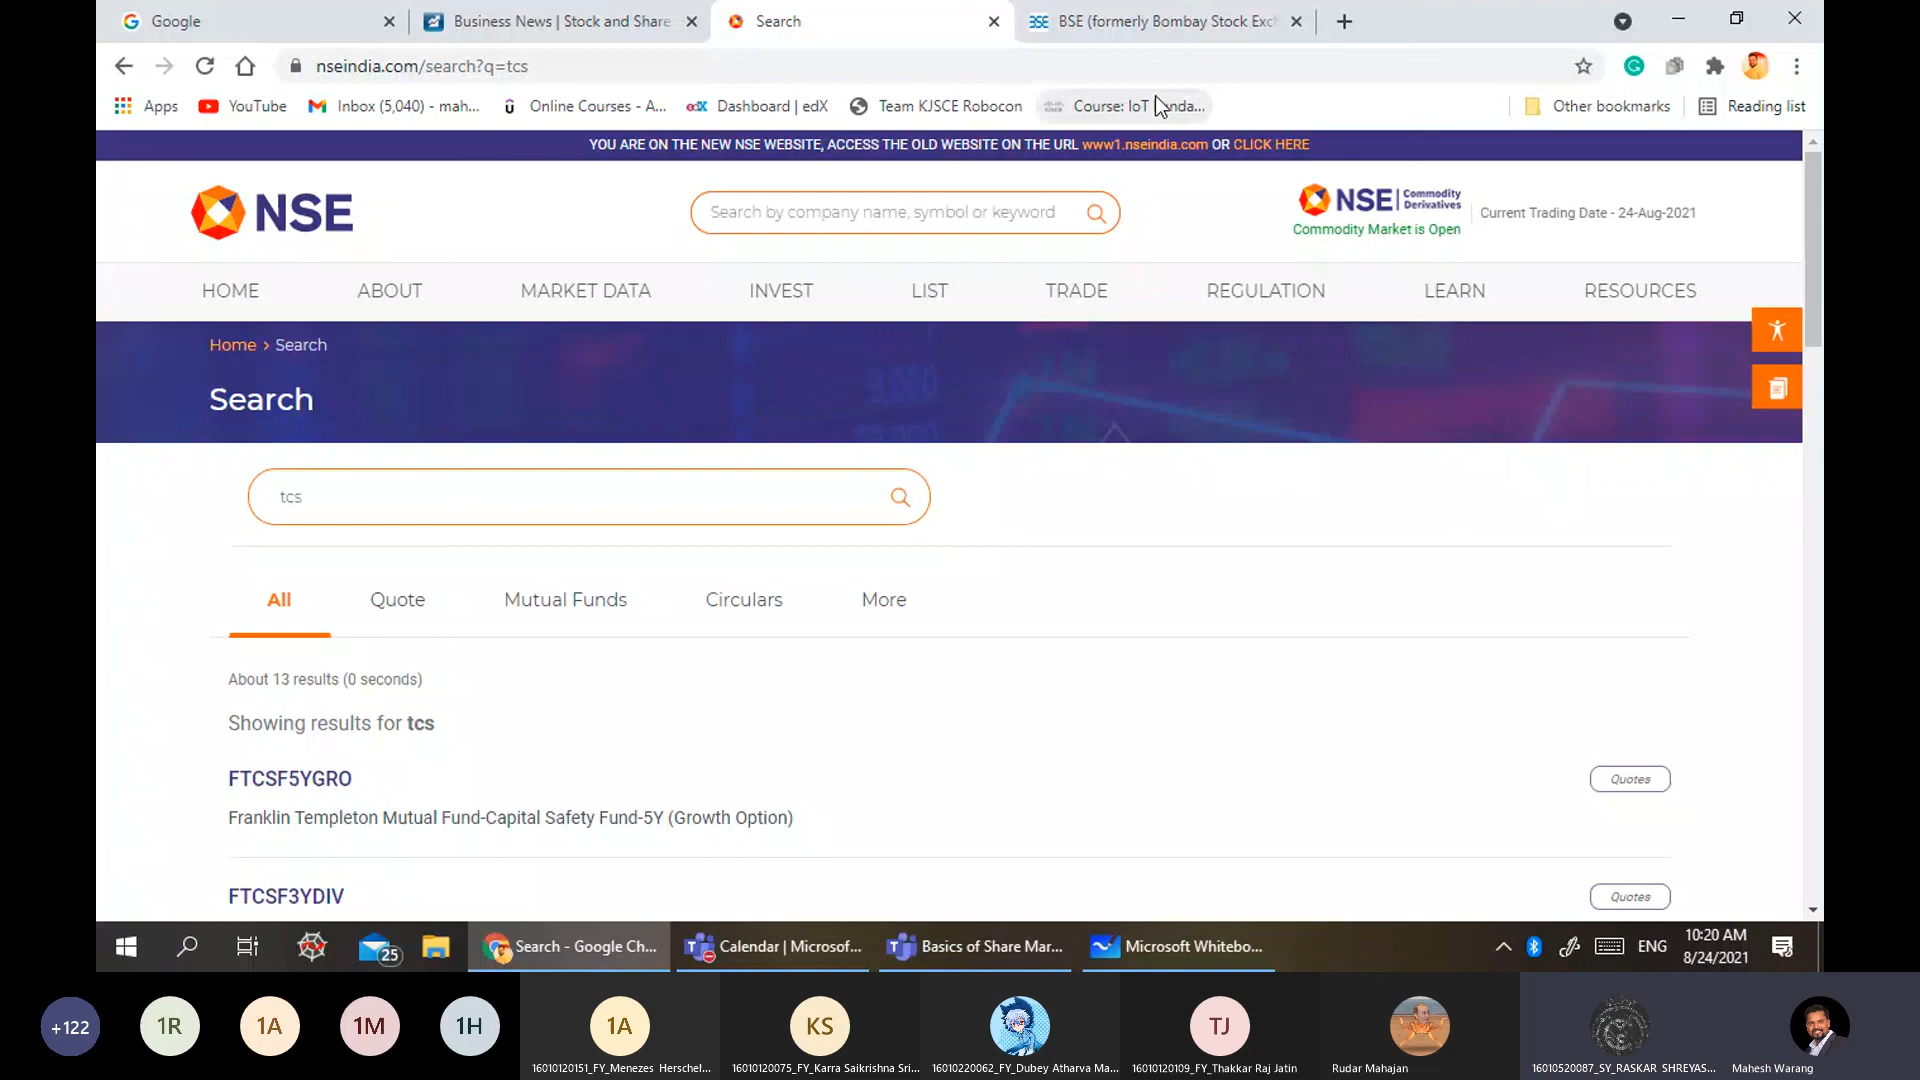 Google
Business News | Stock and Share
Search
BSE (formerly Bombay Stock Exch
nseindia.com/search?q=tcs
Apps
YouTube
Inbox (5,040) - mah...
Online Courses - A...
Dashboard | edX
Team KJSCE Robocon
Course: IoT
nda...
Other bookmarks
Reading list
YOU ARE ON THE NEW NSE WEBSITE, ACCESS THE OLD WEBSITE ON THE URL www1.nseindia.com OR CLICK HERE
NSE
Search by company name, symbol or keyword
NSE | Commodity Derivatives
Commodity Market is Open
Current Trading Date - 24-Aug-2021
HOME
ABOUT
MARKET DATA
INVEST
LIST
TRADE
REGULATION
LEARN
RESOURCES
Home > Search
Search
tcs
All
Quote
Mutual Funds
Circulars
More
About 13 results (0 seconds)
Showing results for tcs
FTCSF5YGRO
Quotes
Franklin Templeton Mutual Fund-Capital Safety Fund-5Y (Growth Option)
FTCSF3YDIV
Quotes
25
Search - Google Ch...
Calendar | Microsof...
Basics of Share Mar...
Microsoft Whitebo...
ENG
10:20 AM
8/24/2021
+122
1R
1A
1M
1H
1A
KS
TJ
16010120151_FY_Menezes Herschel...
16010120075_FY_Karra Saikrishna Sri...
16010220062_FY_Dubey Atharva Ma...
16010120109_FY_Thakkar Raj Jatin
Rudar Mahajan
16010520087_SY_RASKAR SHREYAS...
Mahesh Warang